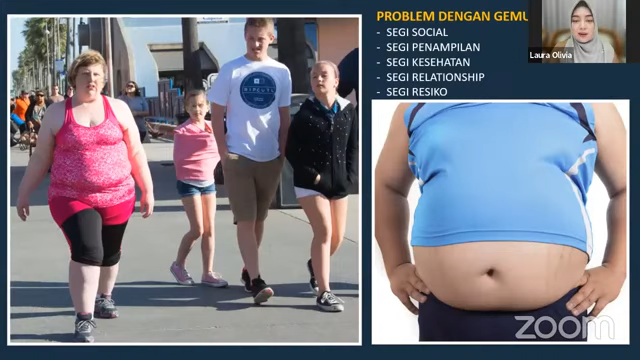 PROBLEM DENGAN GEMU
- SEGI SOCIAL
- SEGI PENAMPILAN
- SEGI KESEHATAN
- SEGI RELATIONSHIP
- SEGI RESIKO
Laura Olivia
zoom